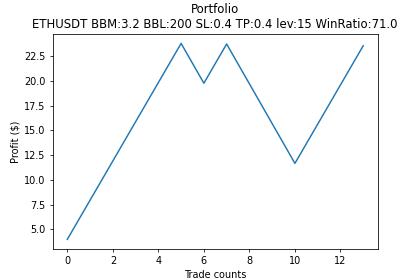 Portfolio
ETHUSDT BBM:3.2 BBL:200 SL:0.4 TP:0.4 lev:15 WinRatio:71.0
22.5
20.0
17.5
15.0
12.5
10.0
7.5
5.0
Profit ($)
0 2 4 6 8 10 12
Trade counts